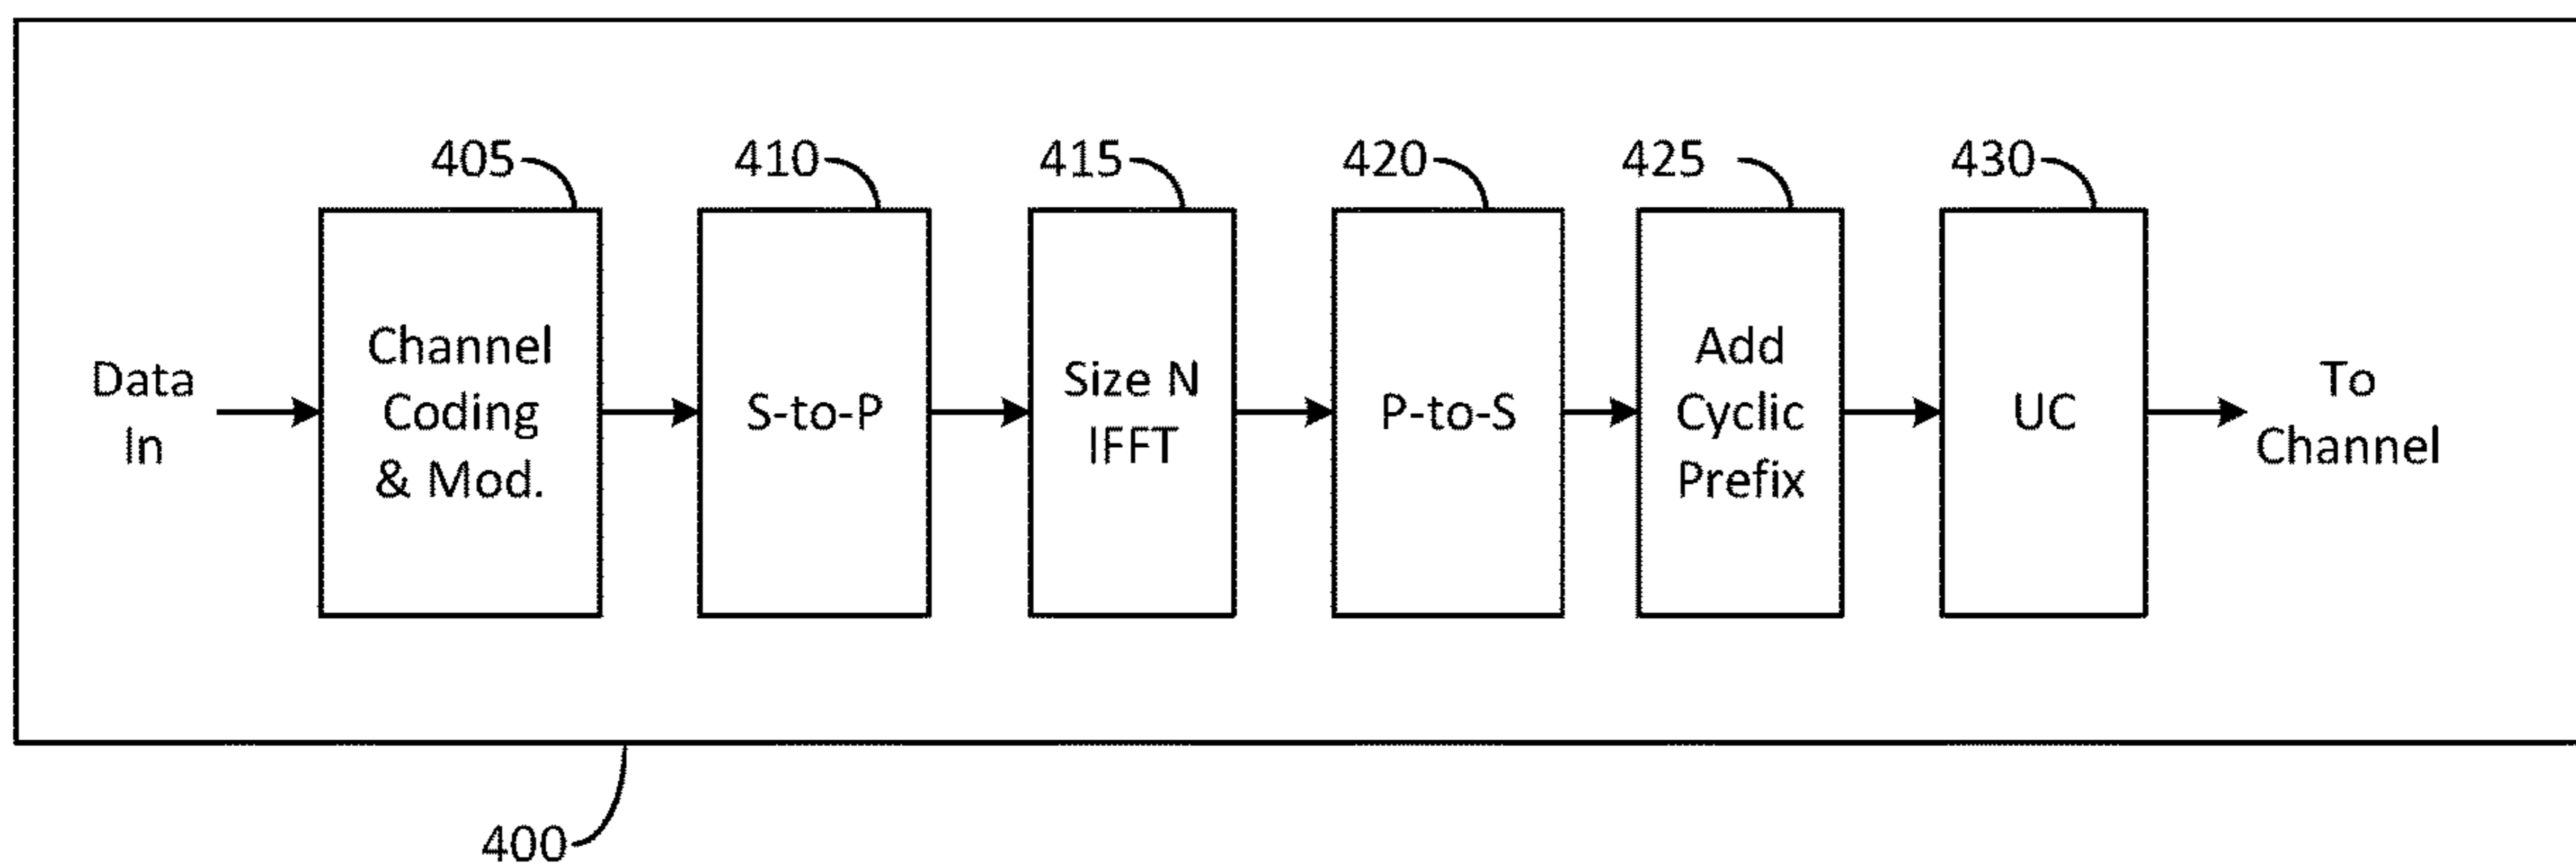 405
410
415
420
425
430
Data
In
Channel
Coding
& Mod.
S-to-P
Size N
IFFT
P-to-S
Add
Cyclic
Prefix
UC
To
Channel
400